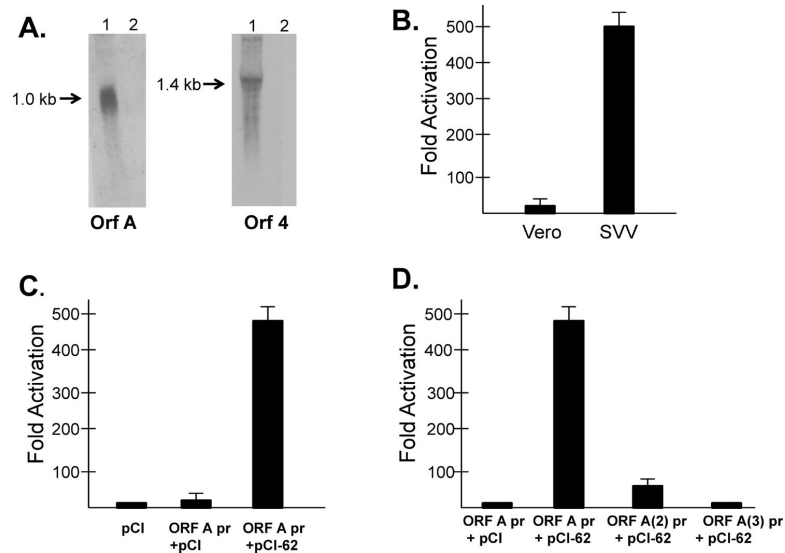 A.
1 2
1.0 kb
Orf A
1 2
1.4 kb
Orf 4
B.
Fold Activation
500
400
300
200
100
Vero SVV
C.
Fold Activation
500
400
300
200
100
pCI
ORF A pr
+pCI
ORF A pr
+pCI-62
D.
Fold Activation
500
400
300
200
100
ORF A pr
+ pCI
ORF A pr
+ pCI-62
ORF A(2) pr
+ pCI-62
ORF A(3) pr
+ pCI-62